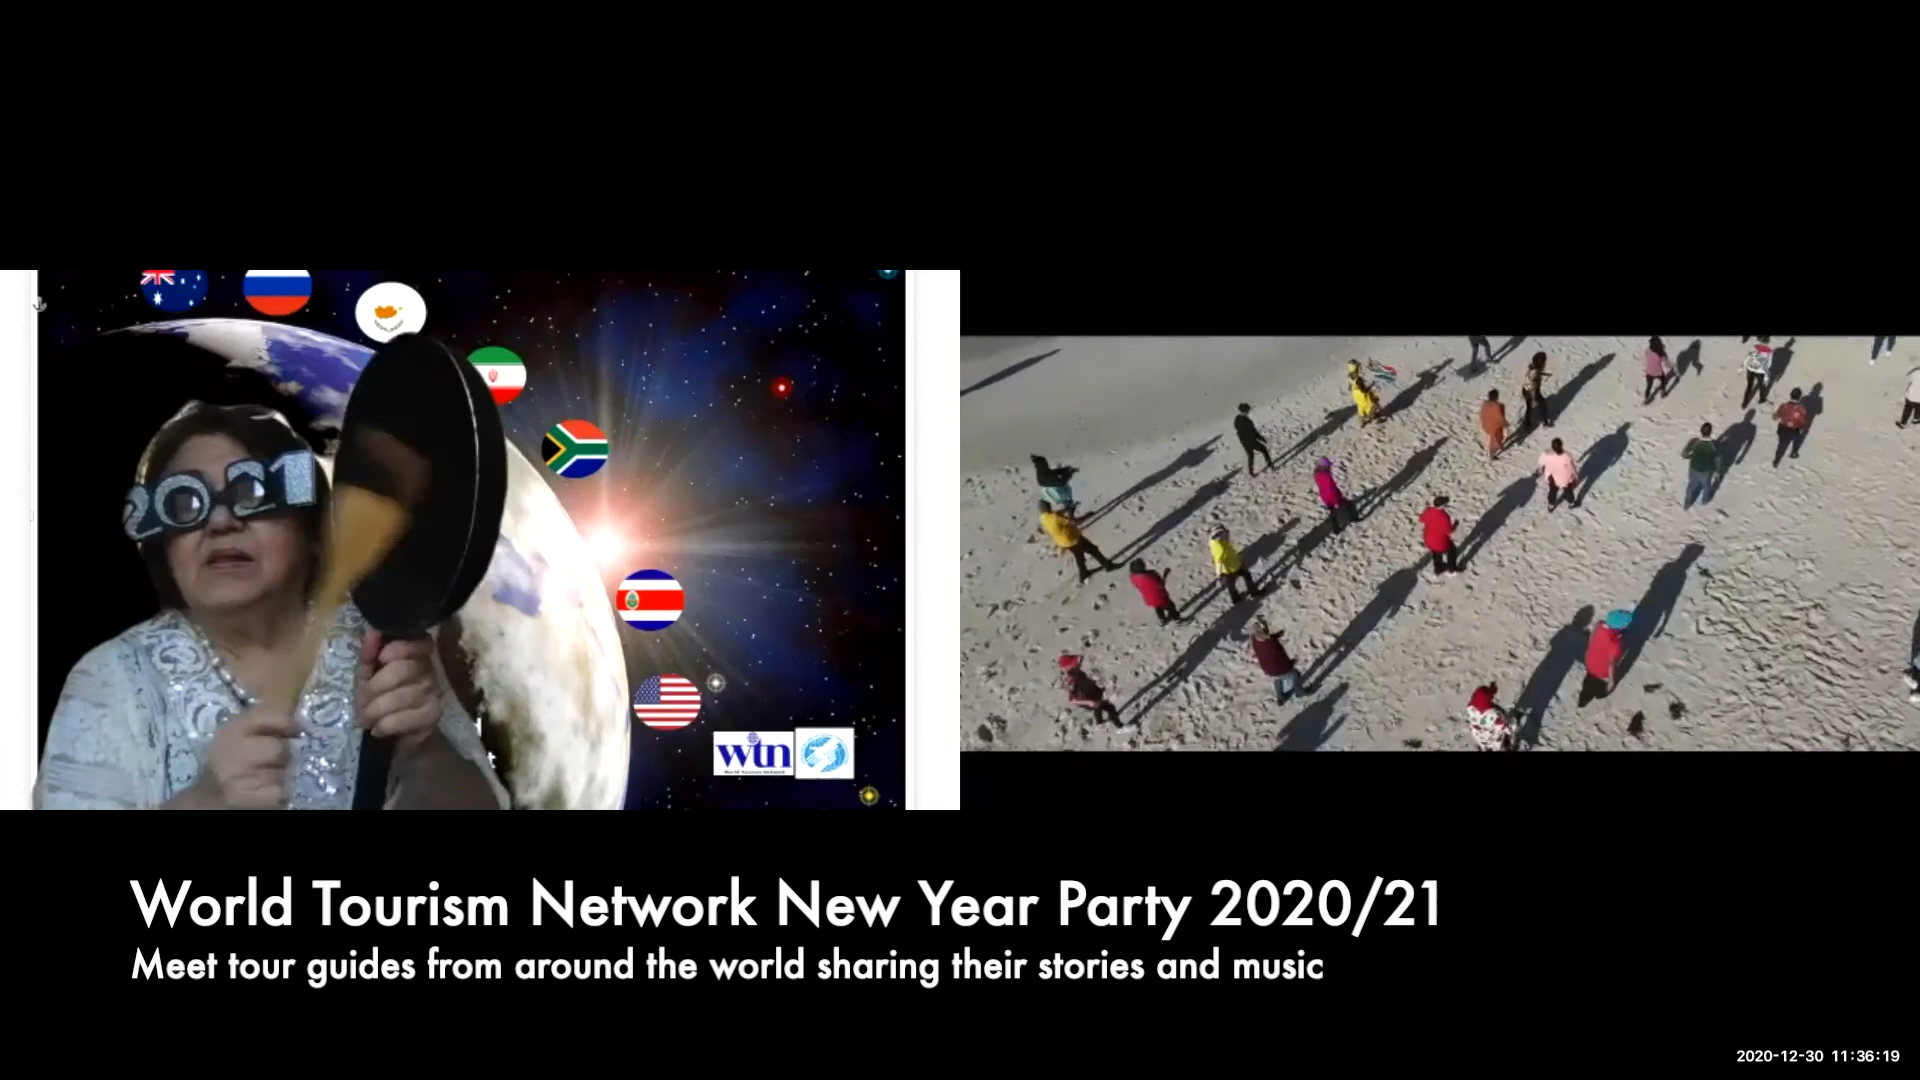 2021
wtn
World Tourism Network
World Tourism Network New Year Party 2020/21
Meet tour guides from around the world sharing their stories and music
2020-12-30 11:36:19